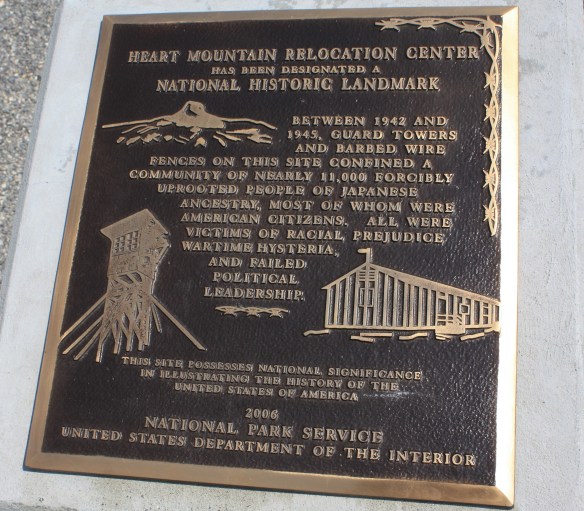 HEART MOUNTAIN RELOCATION CENTER
HAS BEEN DESIGNATED A
NATIONAL HISTORIC LANDMARK
BETWEEN 1942 AND
1945, GUARD TOWERS
AND BARBED WIRE
FENCES ON THIS SITE CONFINED A
COMMUNITY OF NEARLY 11,000 FORCIBLY
UPROOTED PEOPLE OF JAPANESE
ANCESTRY, MOST OF WHOM WERE
AMERICAN CITIZENS. ALL WERE
VICTIMS OF RACIAL PREJUDICE
WARTIME HYSTERIA,
AND FAILED
POLITICAL
LEADERSHIP.
THIS SITE POSSESSES NATIONAL SIGNIFICANCE
IN ILLUSTRATING THE HISTORY OF THE
UNITED STATES OF AMERICA
2006
NATIONAL PARK SERVICE
UNITED STATES DEPARTMENT OF THE INTERIOR